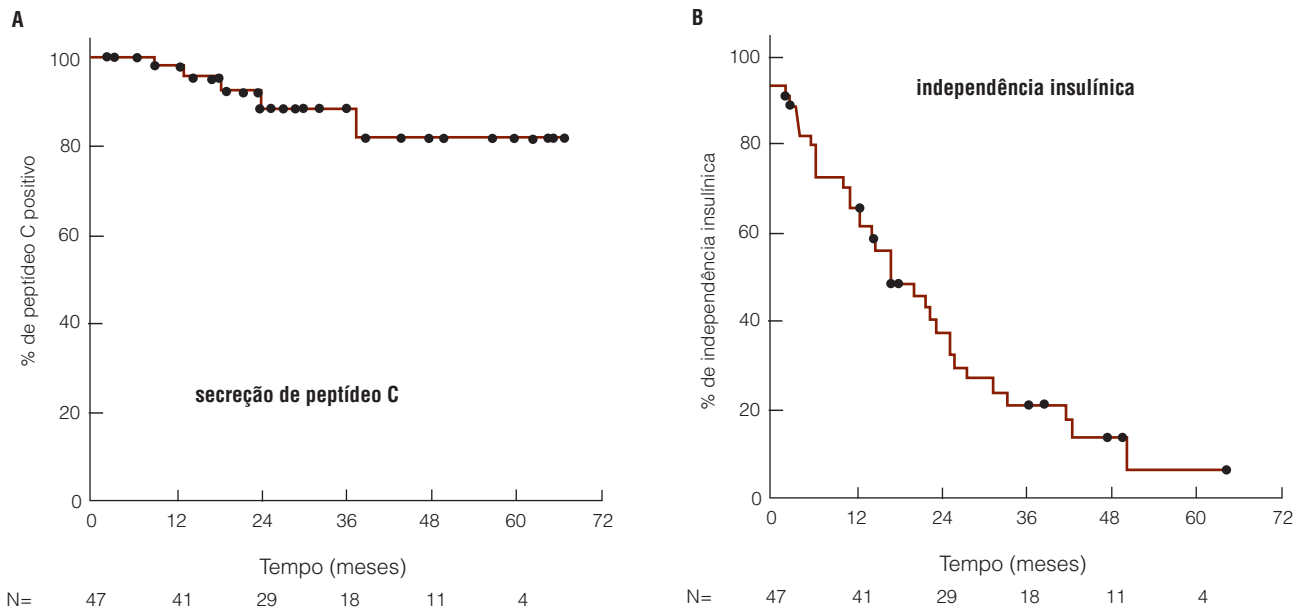 A
% de peptídeo C positivo
100
80
60
40
20
0
secreção de peptídeo C
0 12 24 36 48 60 72
Tempo (meses)
N= 47 41 29 18 11 4
B
% de independência insulínica
100
80
60
40
20
0
independência insulínica
0 12 24 36 48 60 72
Tempo (meses)
N= 47 41 29 18 11 4